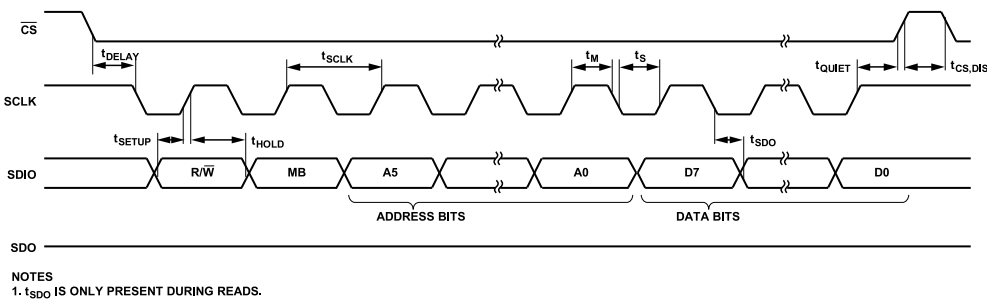 CS
tDELAY
tSCLK
tM
tS
tQUIET
tCS,DIS
SCLK
tSETUP
tHOLD
tSDO
SDIO
R/W
MB
A5
A0
D7
D0
ADDRESS BITS
DATA BITS
SDO
NOTES
1. tSDO IS ONLY PRESENT DURING READS.